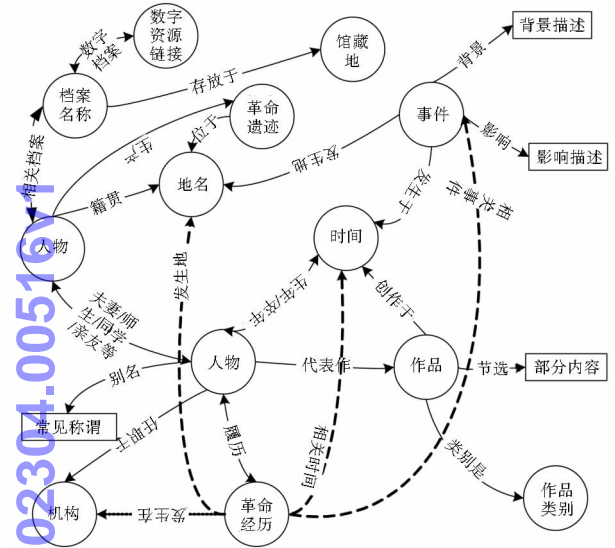 数字
资源
链接
背景描述
数字
档案
馆藏
地
背景
档案
名称
存放于
革命
遗迹
事件
生产
位于
影响
影响描述
相关档案
发生地
地名
籍贯
发生于
相关事件
人物
时间
发生地
夫妻/师
生/同学
/亲友等
生年/卒年
创作于
人物
代表作
作品
节选
部分内容
别名
常见称谓
任职于
履历
相关时间
类别是
机构
发生在
革命
经历
作品
类别
02304.00516v1